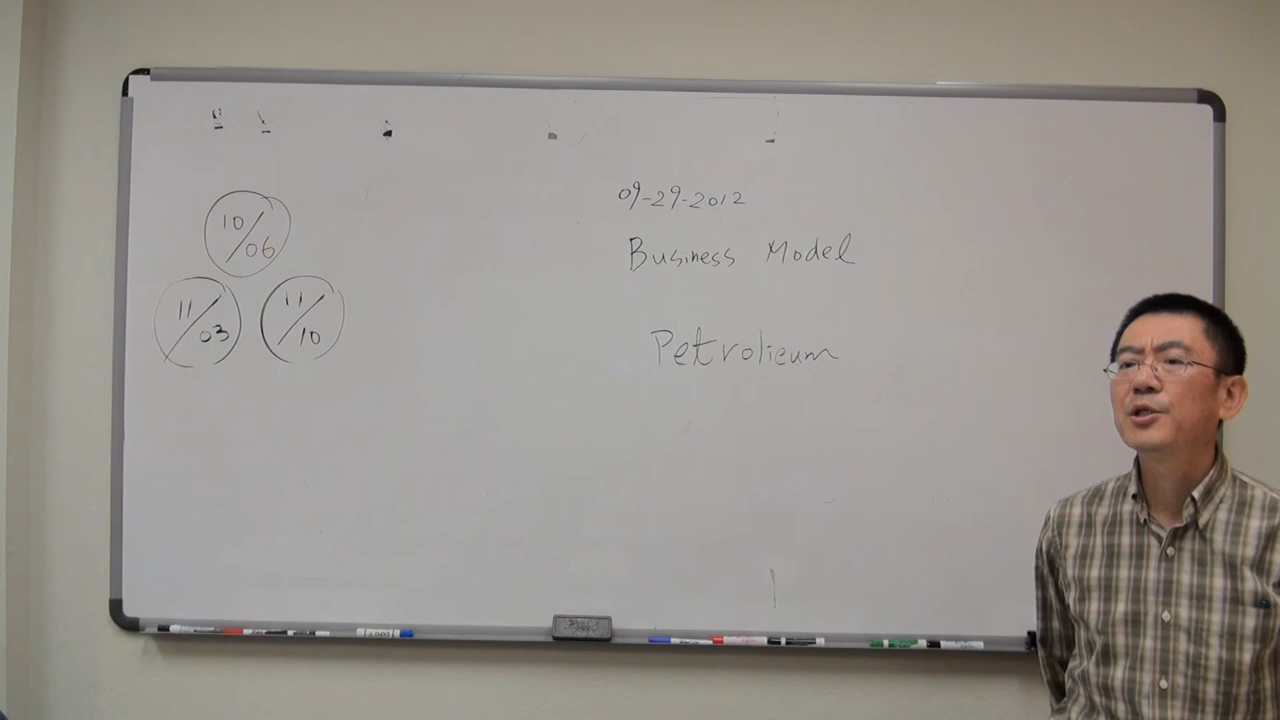 10/06
11/03
11/10
09-29-2012
Business Model
Petrolieum